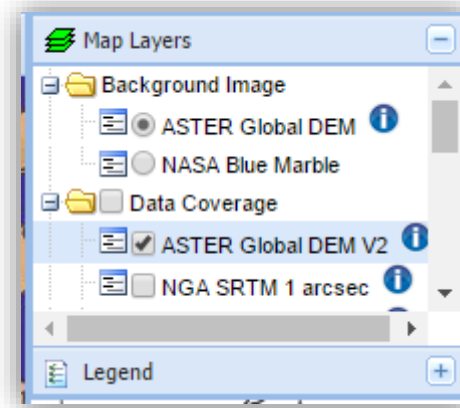 Map Layers
Background Image
ASTER Global DEM
NASA Blue Marble
Data Coverage
ASTER Global DEM V2
NGA SRTM 1 arcsec
Legend